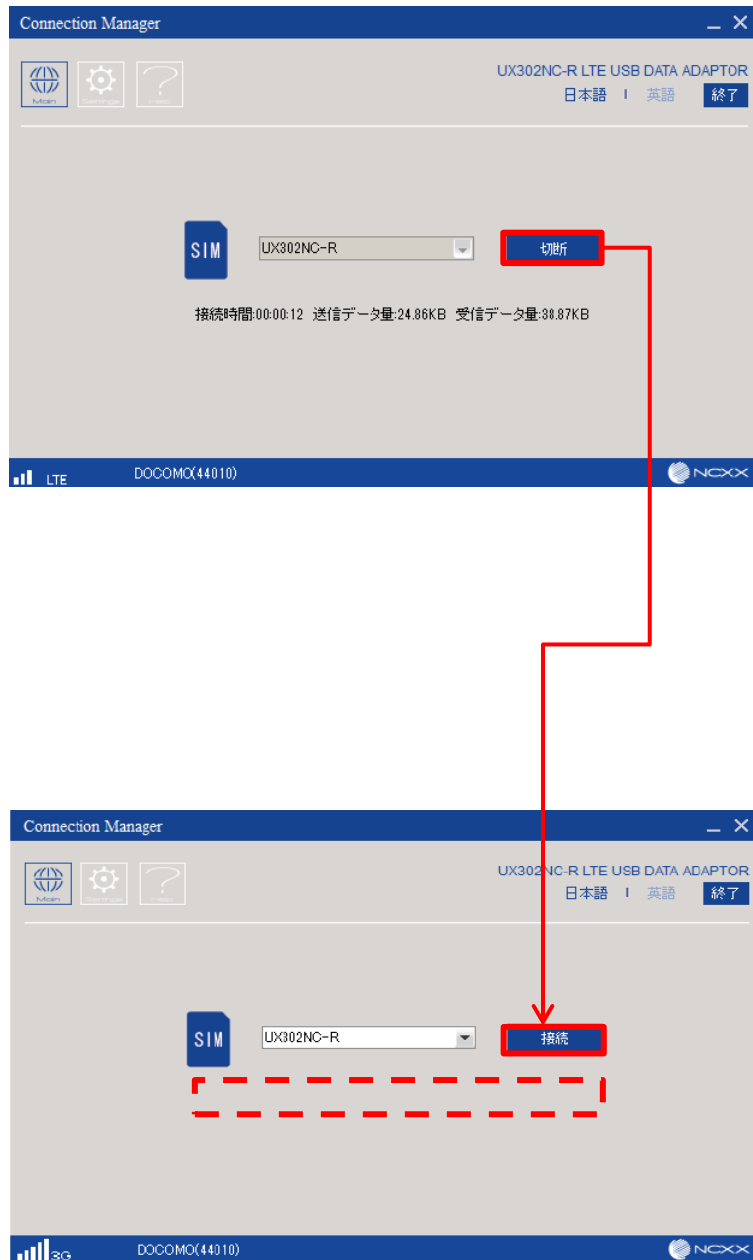 Connection Manager
Main
Settings
Help
UX302NC-R LTE USB DATA ADAPTOR
日本語 | 英語 終了
SIM UX302NC-R 切断
接続時間:00:00:12 送信データ量:24.86KB 受信データ量:38.87KB
LTE DOCOMO(44010) NCXX
Connection Manager
Main
Settings
Help
UX302NC-R LTE USB DATA ADAPTOR
日本語 | 英語 終了
SIM UX302NC-R 接続
3G DOCOMO(44010) NCXX